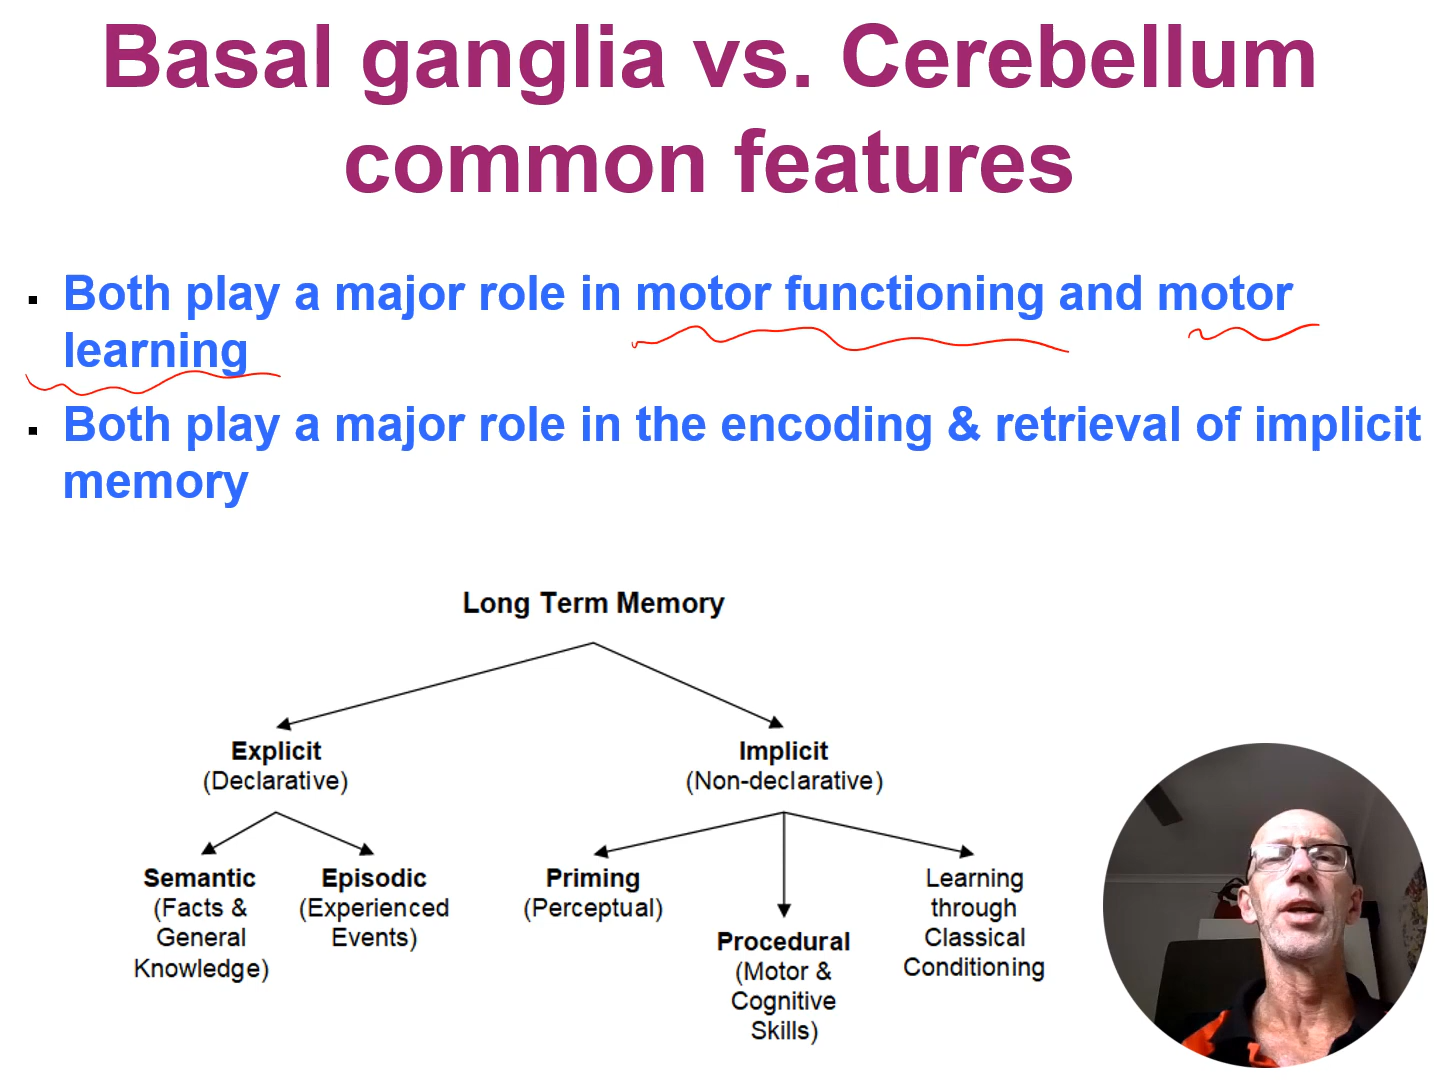 Basal ganglia vs. Cerebellum
common features
▪ Both play a major role in motor functioning and motor
learning
▪ Both play a major role in the encoding & retrieval of implicit
memory
Long Term Memory
Explicit
(Declarative)
Implicit
(Non-declarative)
Semantic
(Facts &
General
Knowledge)
Episodic
(Experienced
Events)
Priming
(Perceptual)
Procedural
(Motor &
Cognitive
Skills)
Learning
through
Classical
Conditioning